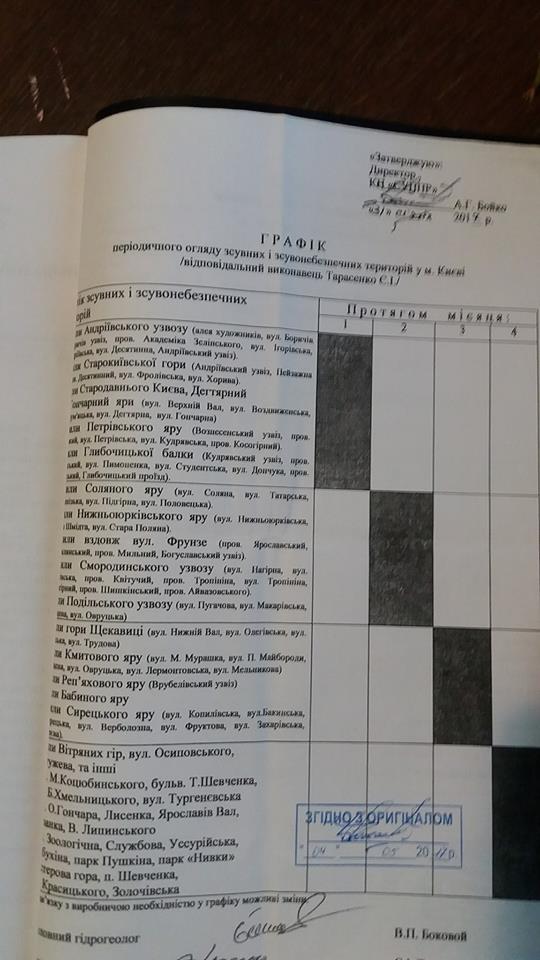 «Затверджую»:
Директор
КП «СУППР»
А.Г. Бойко
2017 р.
ГРАФІК
періодичного огляду зсувних і зсувонебезпечних територій у м. Києві
/відповідальний виконавець Тарасенко Є.І./
зсувних і зсувонебезпечних
Протягом місяця:
1 2 3 4
Андріївського узвозу (алея художників, вул. Боричів
узвіз, пров. Академіка Зелінського, вул. Ігорівська,
вул. Десятинна, Андріївський узвіз).
Старокиївської гори (Андріївський узвіз, Пейзажна
Десятинний, вул. Фролівська, вул. Хорива).
Стародавнього Києва, Дегтярний
яри (вул. Верхній Вал, вул. Воздвиженська,
вул. Дегтярна, вул. Гончарна)
Петрівського яру (Вознесенський узвіз, пров.
вул. Петрівська, вул. Кудрявська, пров. Косогірний).
Глибочицької балки (Кудрявський узвіз, пров.
вул. Пимоненка, вул. Студентська, вул. Дончука, пров.
Глибочицький проїзд).
Соляного яру (вул. Соляна, вул. Татарська,
вул. Підгірна, вул. Половецька).
Нижньоюрківського яру (вул. Нижньоюрківська,
Шмідта, вул. Стара Поляна).
вздовж вул. Фрунзе (пров. Ярославський,
пров. Мильний, Богуславський узвіз).
Смородинського узвозу (вул. Нагірна, вул.
пров. Квітучий, пров. Тропініна, вул. Тропініна,
пров. Шишкінський, пров. Айвазовського).
Подільського узвозу (вул. Пугачова, вул. Макарівська,
вул. Овруцька)
гори Щекавиці (вул. Нижній Вал, вул. Олегівська, вул.
вул. Трудова)
Кмитового яру (вул. М. Мурашка, вул. П. Майбороди,
вул. Овруцька, вул. Лермонтовська, вул. Мельникова)
Реп’яхового яру (Врубелівський узвіз)
Бабиного яру
Сирецького яру (вул. Копилівська, вул.Бакинська,
вул. Верболозна, вул. Фруктова, вул. Захарівська,
Вітряних гір, вул. Осиповського,
та інші
М.Коцюбинського, бульв. Т.Шевченка,
Б.Хмельницького, вул. Тургенєвська
О.Гончара, Лисенка, Ярославів Вал,
В. Липинського
Зоологічна, Службова, Уссурійська,
парк Пушкіна, парк «Нивки»
гора, п. Шевченка,
Красицького, Золочівська
ЗГІДНО З ОРИГІНАЛОМ
"04" 05 2017р.
з виробничою необхідністю у графіку можливі зміни
гідрогеолог
В.П. Боковой